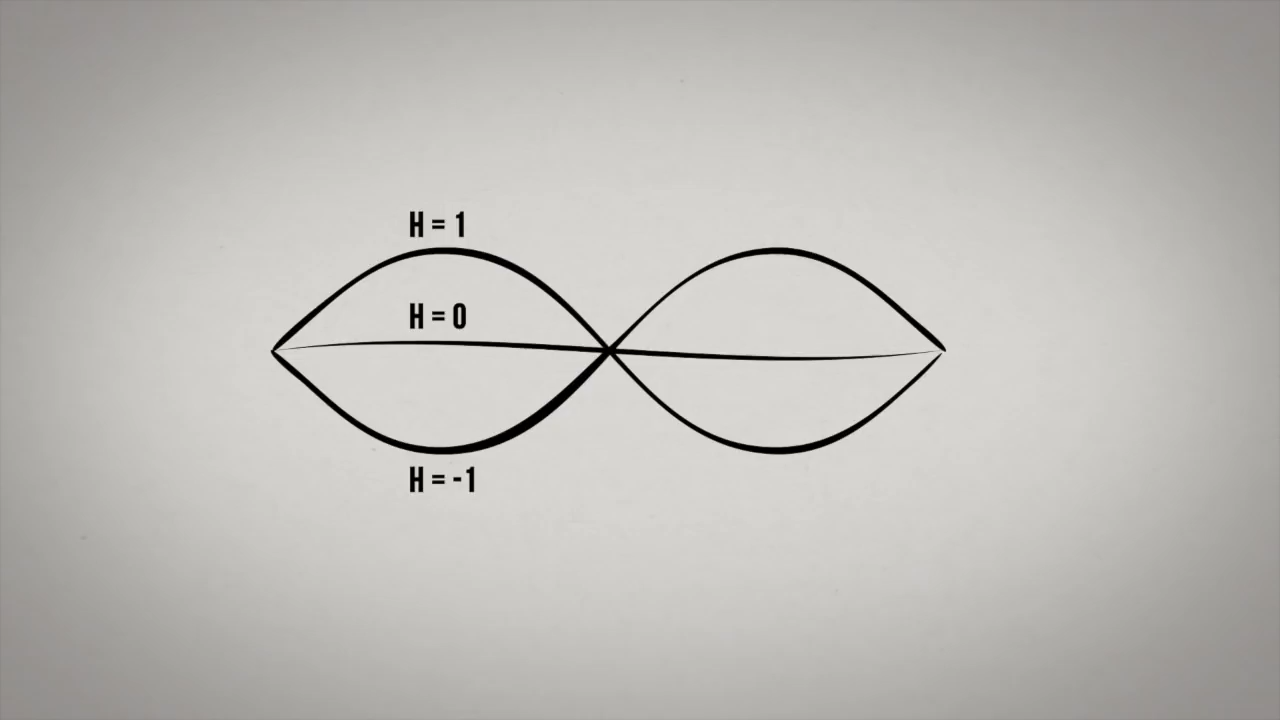 H = 1
H = 0
H = -1